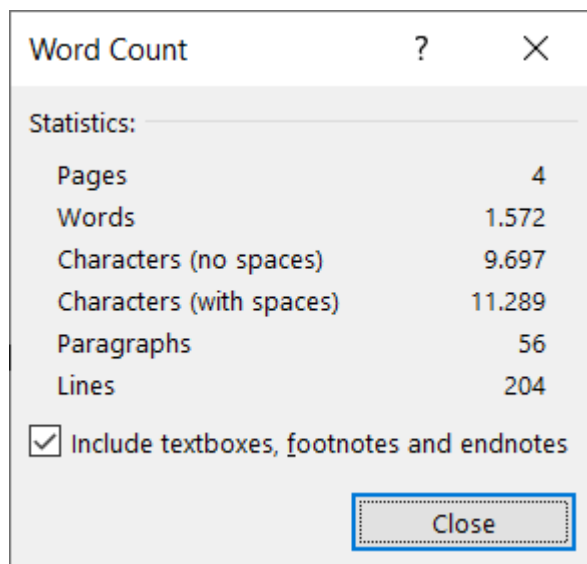 Word Count ?
Statistics:
Pages 4
Words 1.572
Characters (no spaces) 9.697
Characters (with spaces) 11.289
Paragraphs 56
Lines 204
Include textboxes, footnotes and endnotes
Close